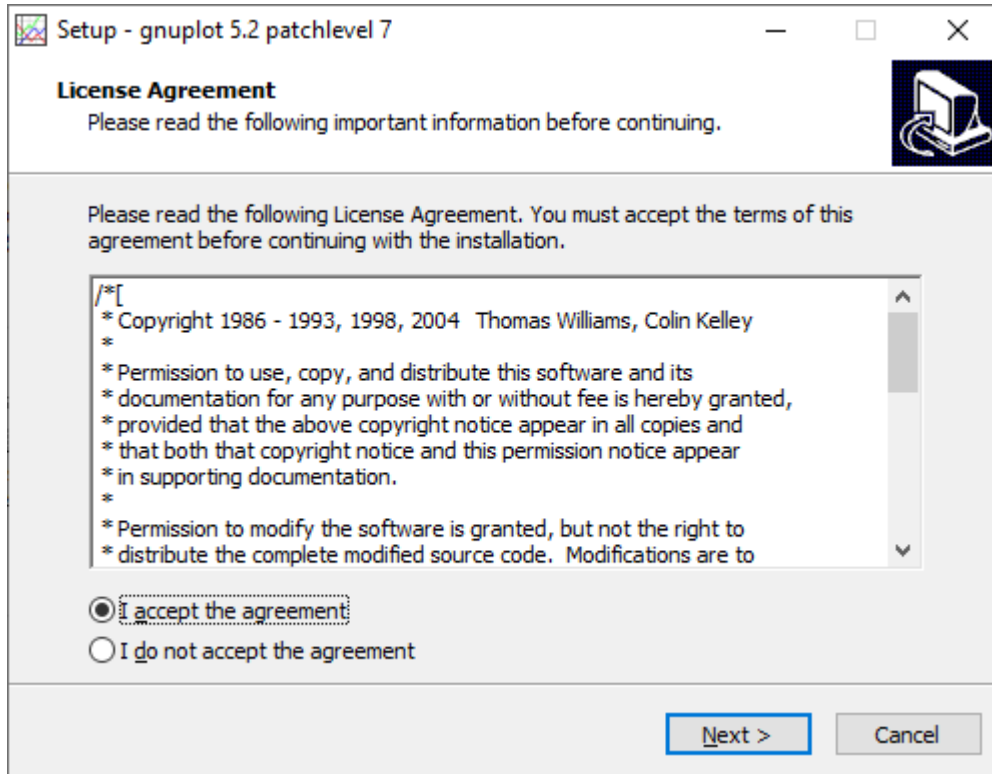 Setup - gnuplot 5.2 patchlevel 7
License Agreement
Please read the following important information before continuing.
Please read the following License Agreement. You must accept the terms of this
agreement before continuing with the installation.
/*[
* Copyright 1986 - 1993, 1998, 2004   Thomas Williams, Colin Kelley
*
* Permission to use, copy, and distribute this software and its
* documentation for any purpose with or without fee is hereby granted,
* provided that the above copyright notice appear in all copies and
* that both that copyright notice and this permission notice appear
* in supporting documentation.
*
* Permission to modify the software is granted, but not the right to
* distribute the complete modified source code.  Modifications are to
I accept the agreement
I do not accept the agreement
Next >
Cancel